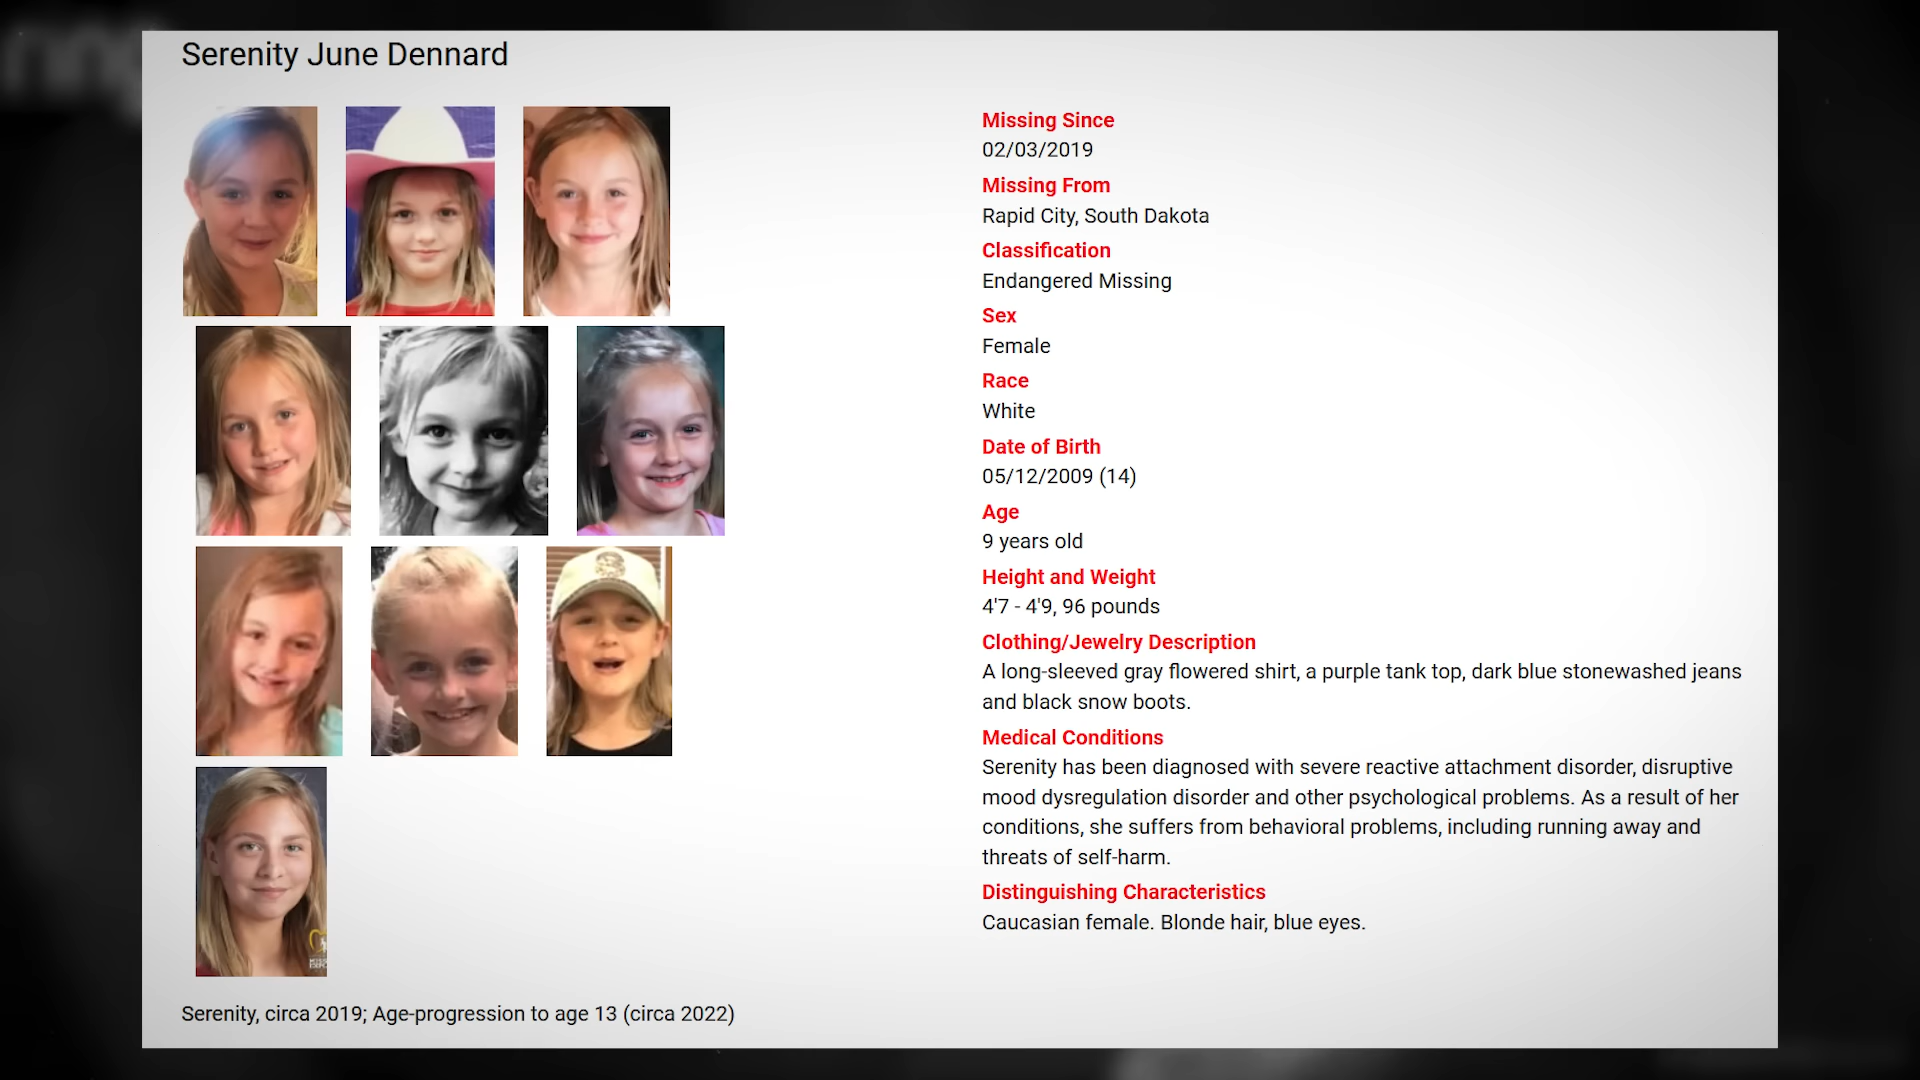 Serenity June Dennard
Missing Since
02/03/2019
Missing From
Rapid City, South Dakota
Classification
Endangered Missing
Sex
Female
Race
White
Date of Birth
05/12/2009 (14)
Age
9 years old
Height and Weight
4'7 - 4'9, 96 pounds
Clothing/Jewelry Description
A long-sleeved gray flowered shirt, a purple tank top, dark blue stonewashed jeans
and black snow boots.
Medical Conditions
Serenity has been diagnosed with severe reactive attachment disorder, disruptive
mood dysregulation disorder and other psychological problems. As a result of her
conditions, she suffers from behavioral problems, including running away and
threats of self-harm.
Distinguishing Characteristics
Caucasian female. Blonde hair, blue eyes.
Serenity, circa 2019; Age-progression to age 13 (circa 2022)